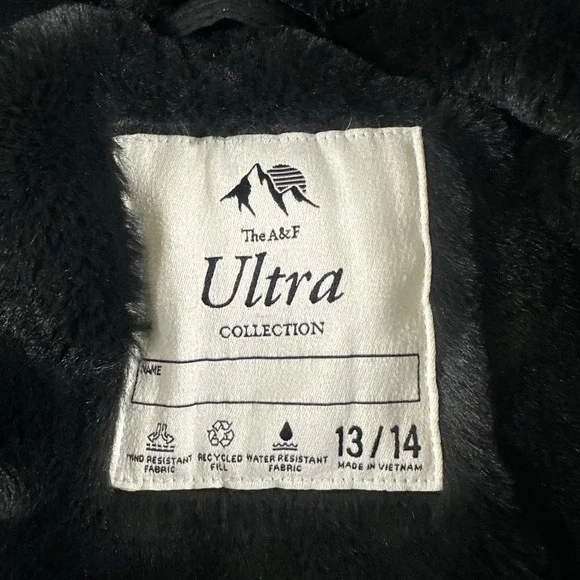 The A&F
Ultra
COLLECTION
NAME
WIND RESISTANT
FABRIC
RECYCLED
FILL
WATER RESISTANT
FABRIC
13/14
MADE IN VIETNAM